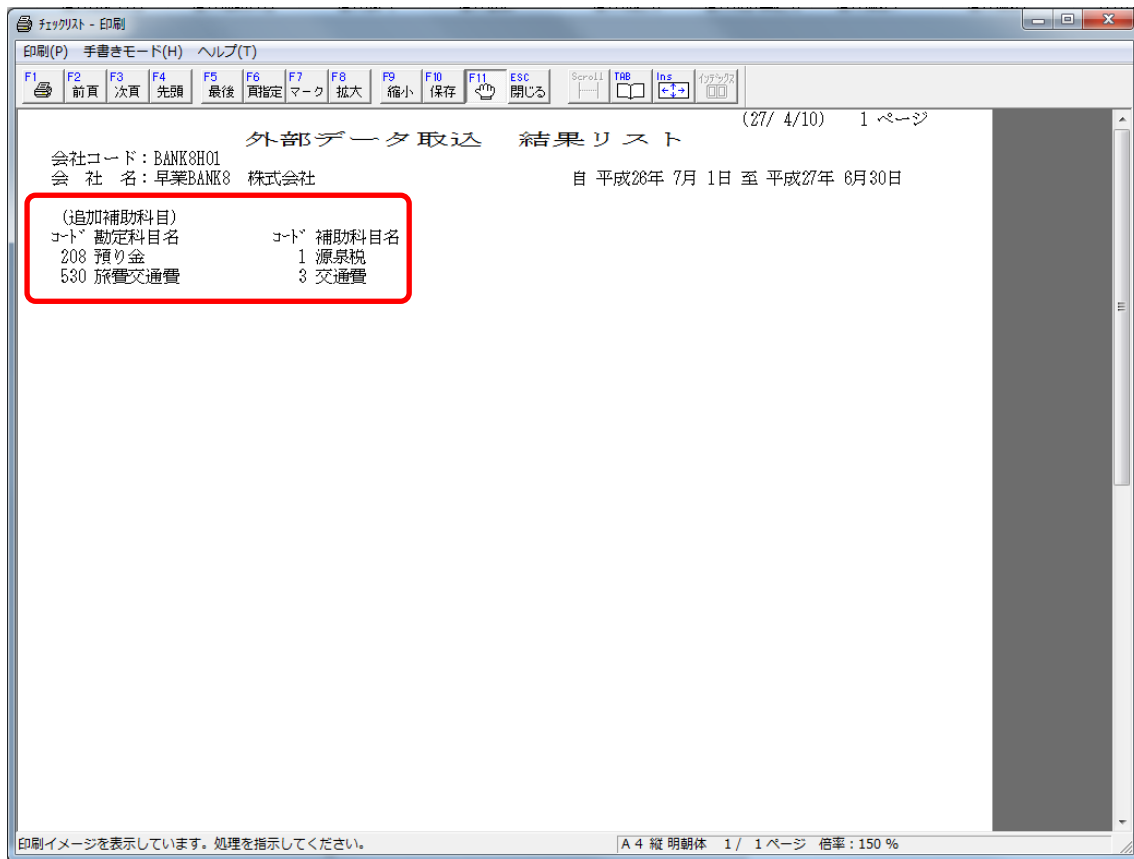 ﾁｪｯｸﾘｽﾄ - 印刷
印刷(P) 手書きモード(H) ヘルプ(T)
F1 F2 前頁 F3 次頁 F4 先頭 F5 最後 F6 頁指定 F7 マーク F8 拡大 F9 縮小 F10 保存 F11 ESC 閉じる Scroll TAB Ins ｲﾝﾃﾞｯｸｽ
(27/ 4/10) 1 ページ
外部データ取込 結果リスト
会社コード：BANK8H01
会 社 名：早業BANK8 株式会社 自 平成26年 7月 1日 至 平成27年 6月30日
(追加補助科目)
ｺｰﾄﾞ 勘定科目名 ｺｰﾄﾞ 補助科目名
208 預り金 1 源泉税
530 旅費交通費 3 交通費
印刷イメージを表示しています。処理を指示してください。 A 4 縦 明朝体 1/ 1ページ 倍率：150 %